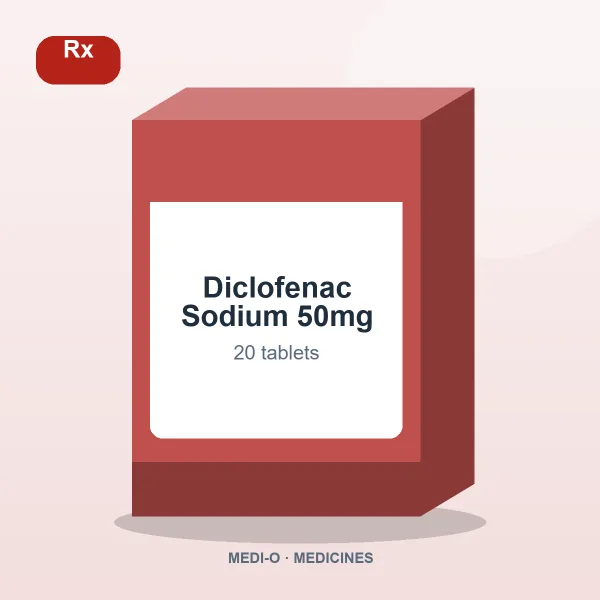 Rx
Diclofenac
Sodium 50mg
20 tablets
MEDI-O · MEDICINES